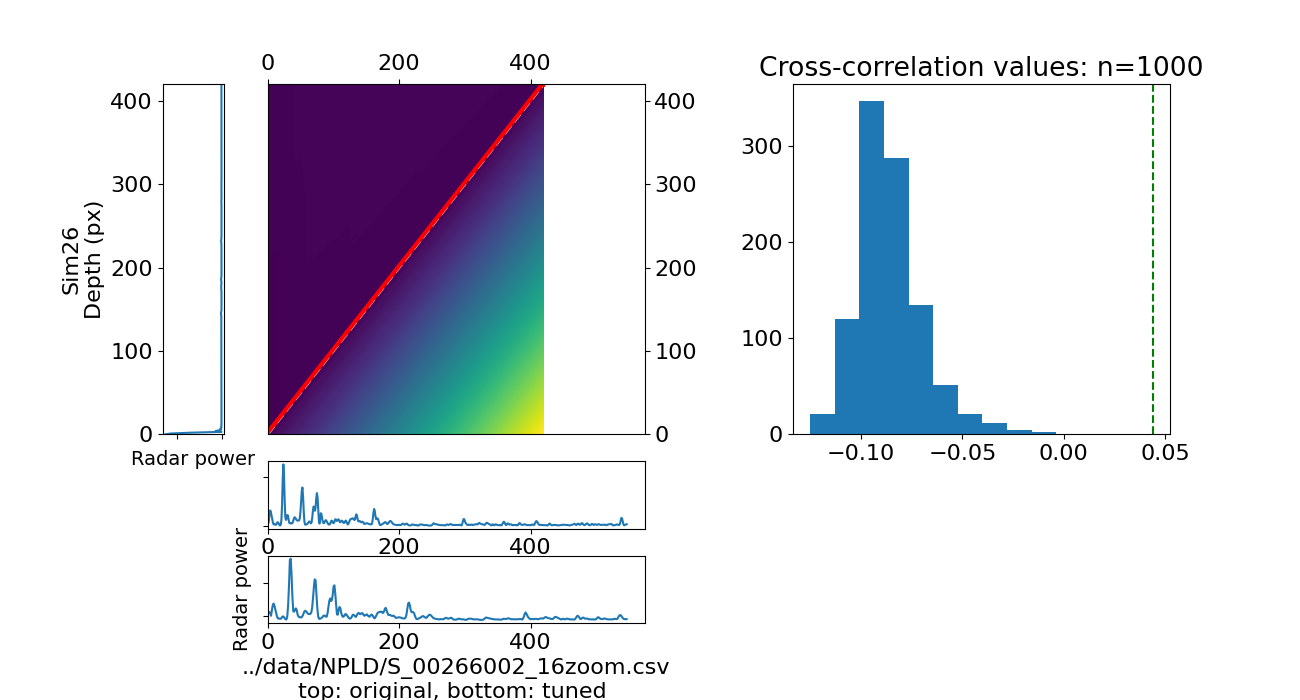 0 200 400
Cross-correlation values: n=1000
400
300
200
100
0
Sim26
Depth (px)
Radar power
400
300
200
100
0
300
200
100
0
−0.10 −0.05 0.00 0.05
0 200 400
Radar power
0 200 400
../data/NPLD/S_00266002_16zoom.csv
top: original, bottom: tuned